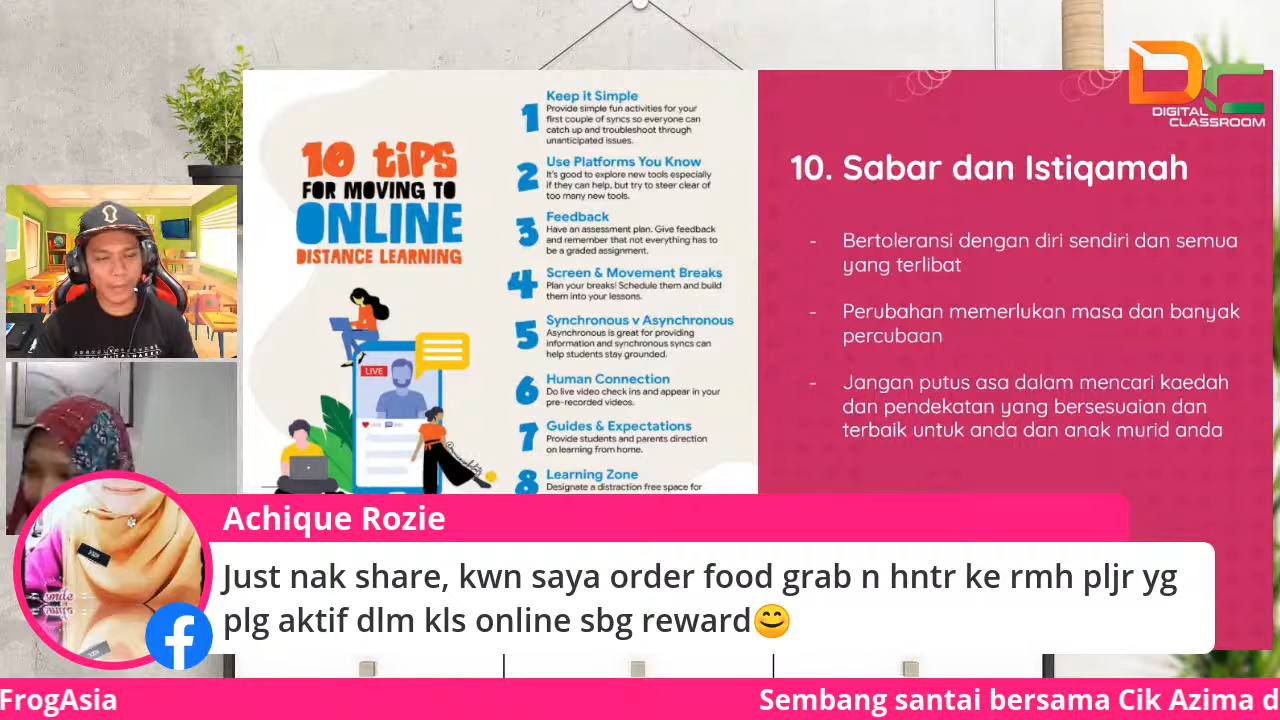 10 tips
FOR MOVING TO
ONLINE
DISTANCE LEARNING
LIVE
1
Keep it Simple
Provide simple fun activities for your
first couple of syncs so everyone can
catch up and troubleshoot through
unanticipated issues.
2
Use Platforms You Know
It's good to explore new tools especially
if they can help, but try to steer clear of
too many new tools.
3
Feedback
Have an assessment plan. Give feedback
and remember that not everything has to
be a graded assignment.
4
Screen & Movement Breaks
Plan your breaks! Schedule them and build
them into your lessons.
5
Synchronous v Asynchronous
Asynchronous is great for providing
information and synchronous syncs can
help students stay grounded.
6
Human Connection
Do live video check ins and appear in your
pre-recorded videos.
7
Guides & Expectations
Provide students and parents direction
on learning from home.
8
Learning Zone
Designate a distraction free space for
DC
DIGITAL
CLASSROOM
10. Sabar dan Istiqamah
- Bertoleransi dengan diri sendiri dan semua
yang terlibat
- Perubahan memerlukan masa dan banyak
percubaan
- Jangan putus asa dalam mencari kaedah
dan pendekatan yang bersesuaian dan
terbaik untuk anda dan anak murid anda
Achique Rozie
Just nak share, kwn saya order food grab n hntr ke rmh pljr yg
plg aktif dlm kls online sbg reward😊
smile
FrogAsia
Sembang santai bersama Cik Azima d